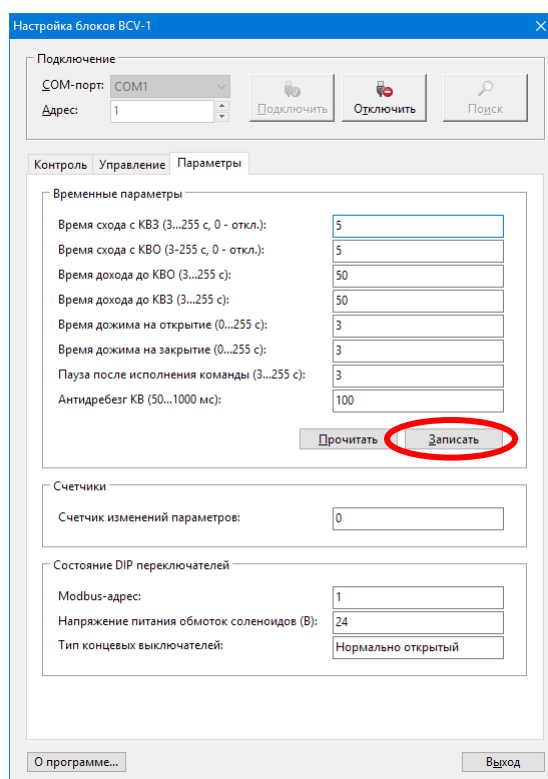 Настройка блоков BCV-1
Подключение
COM-порт: COM1
Адрес: 1
Подключить Отключить Поиск
Контроль Управление Параметры
Временные параметры
Время схода с КВЗ (3...255 с, 0 - откл.): 5
Время схода с КВО (3-255 с, 0 - откл.): 5
Время дохода до КВО (3...255 с): 50
Время дохода до КВЗ (3...255 с): 50
Время дожима на открытие (0...255 с): 3
Время дожима на закрытие (0...255 с): 3
Пауза после исполнения команды (3...255 с): 3
Антидребезг КВ (50...1000 мс): 100
Прочитать Записать
Счетчики
Счетчик изменений параметров: 0
Состояние DIP переключателей
Modbus-адрес: 1
Напряжение питания обмоток соленоидов (В): 24
Тип концевых выключателей: Нормально открытый
О программе... Выход